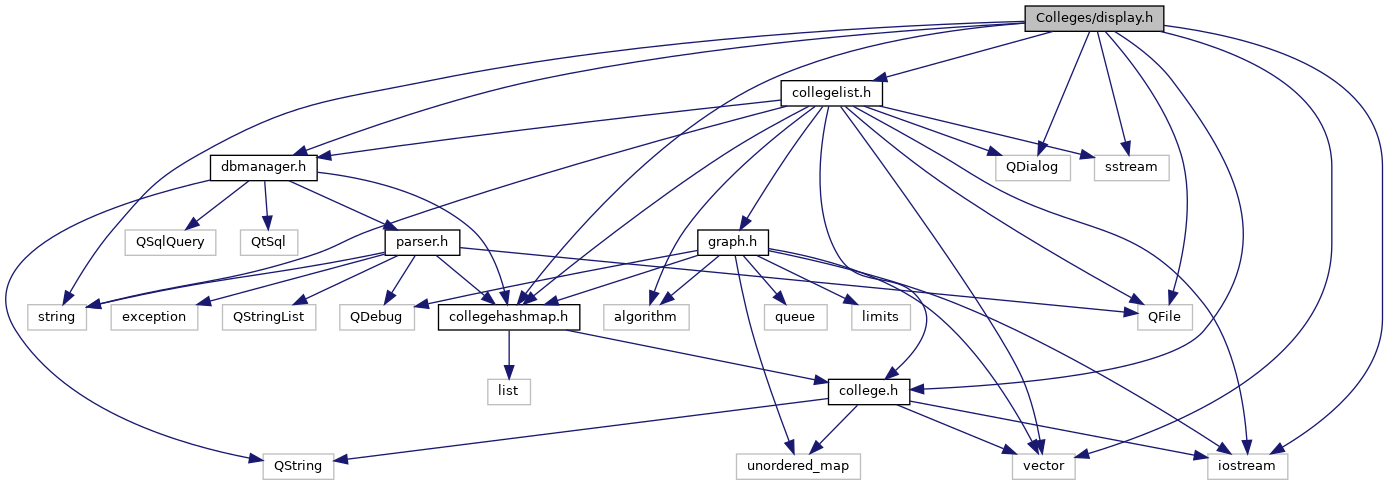 Colleges/display.h
collegelist.h
dbmanager.h
QDialog
sstream
QSqlQuery
QtSql
parser.h
graph.h
string
exception
QStringList
QDebug
collegehashmap.h
algorithm
queue
limits
QFile
list
college.h
QString
unordered_map
vector
iostream